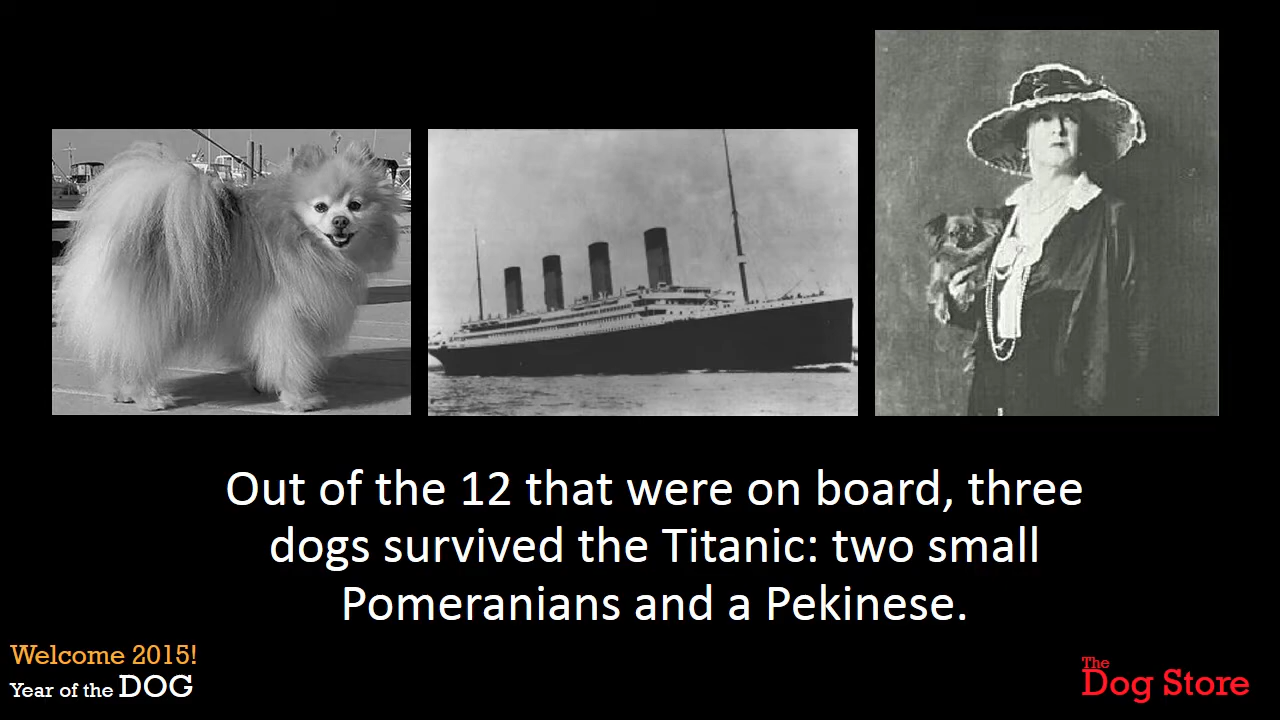 Out of the 12 that were on board, three
dogs survived the Titanic: two small
Pomeranians and a Pekinese.
Welcome 2015!
Year of the DOG
The
Dog Store